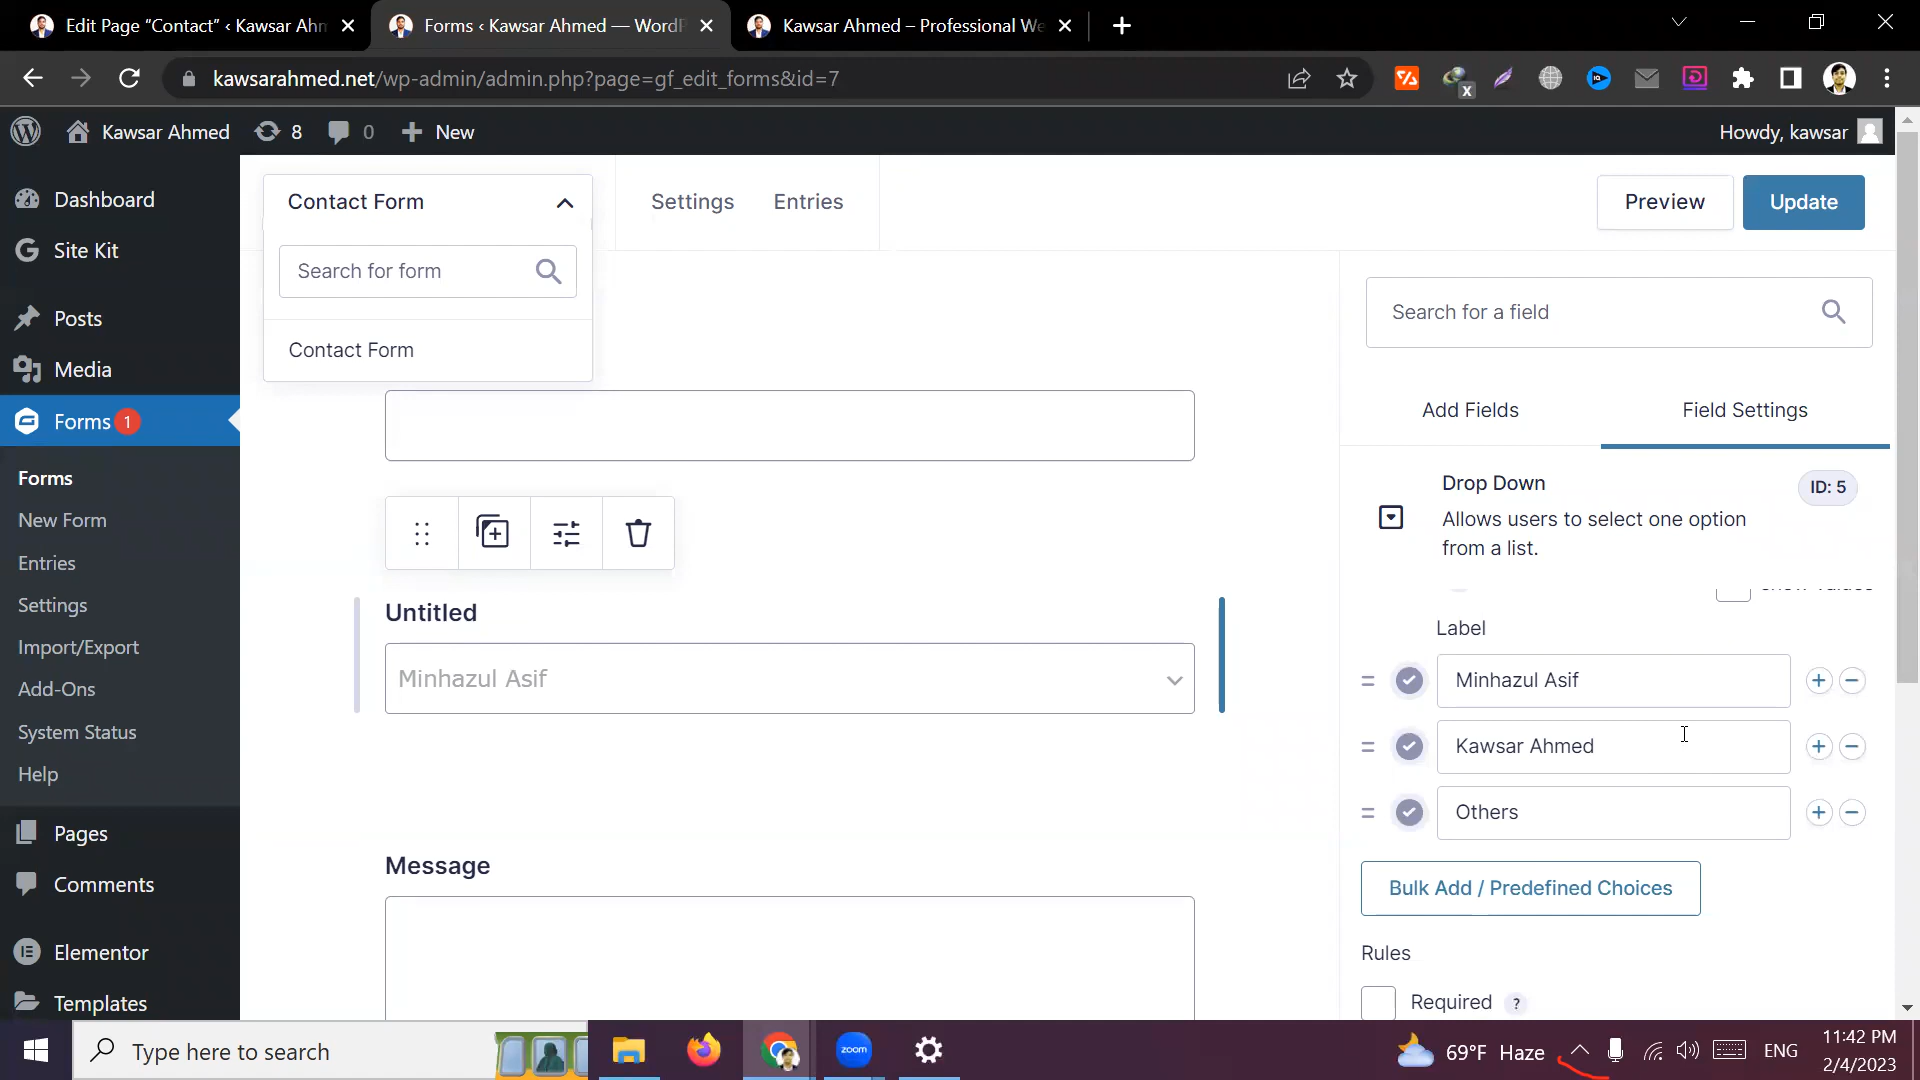 Edit Page “Contact” ‹ Kawsar Ahm
Forms ‹ Kawsar Ahmed — WordP
Kawsar Ahmed – Professional We
kawsarahmed.net/wp-admin/admin.php?page=gf_edit_forms&id=7
Kawsar Ahmed
8
0
New
Howdy, kawsar
Dashboard
Site Kit
Posts
Media
Forms 1
Forms
New Form
Entries
Settings
Import/Export
Add-Ons
System Status
Help
Pages
Comments
Elementor
Templates
Contact Form
Settings
Entries
Preview
Update
Search for form
Contact Form
Untitled
Minhazul Asif
Message
Search for a field
Add Fields
Field Settings
Drop Down
ID: 5
Allows users to select one option
from a list.
Label
Minhazul Asif
Kawsar Ahmed
Others
Bulk Add / Predefined Choices
Rules
Required ?
Type here to search
zoom
69°F Haze
ENG
11:42 PM
2/4/2023